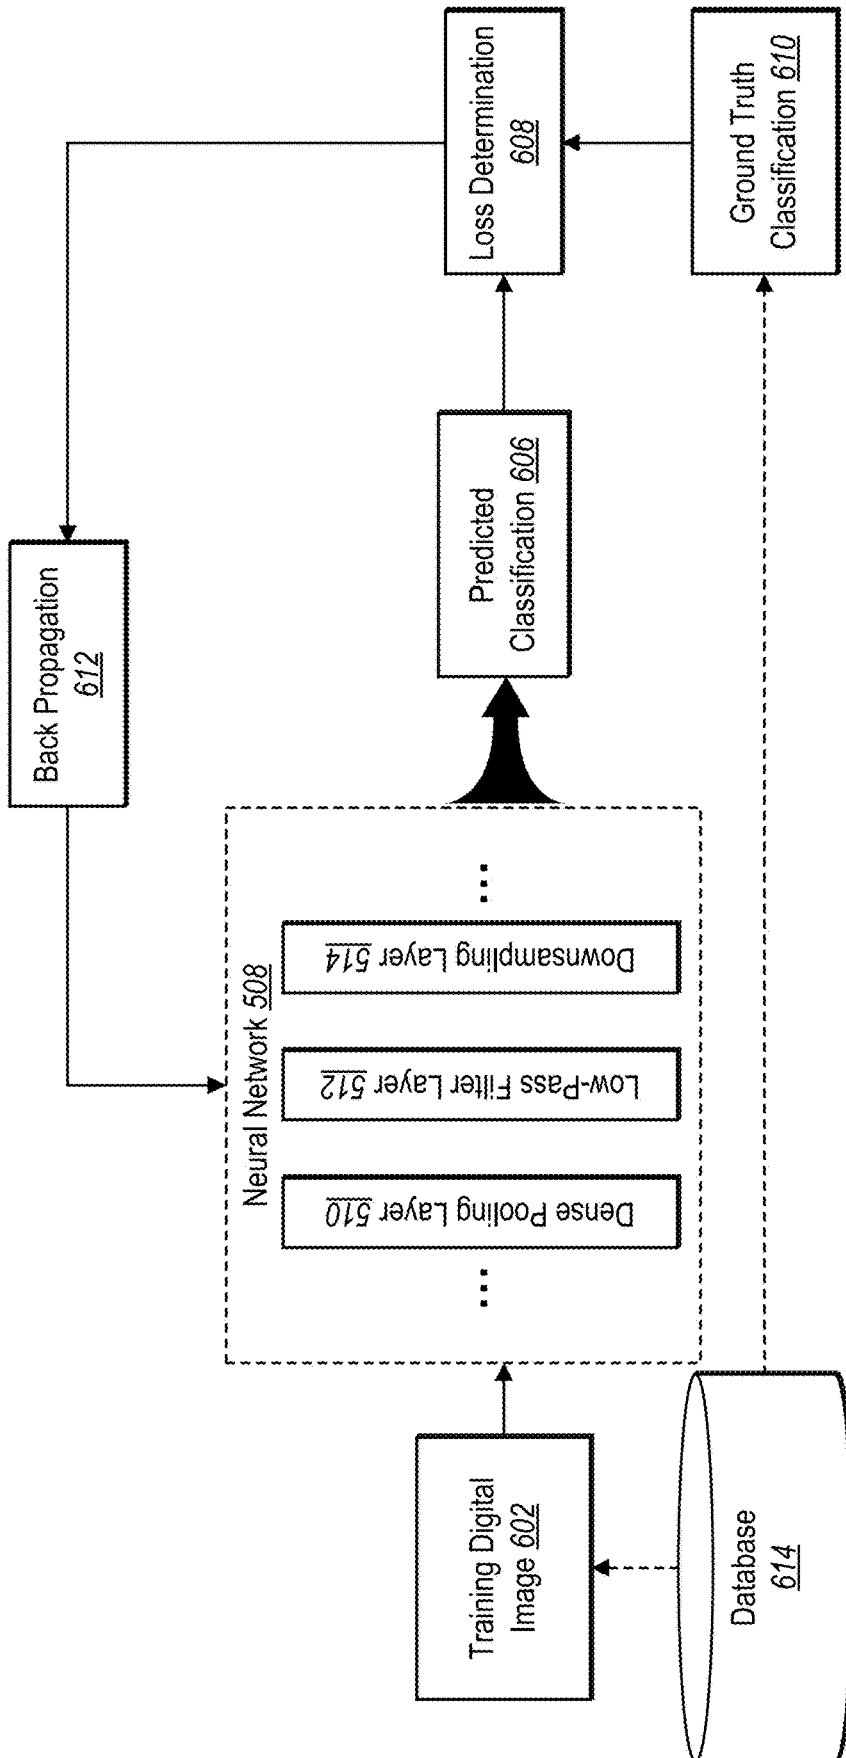 Back Propagation
612
Neural Network 508
Dense Pooling Layer 510
Low-Pass Filter Layer 512
Downsampling Layer 514
...
...
Training Digital
Image 602
Predicted
Classification 606
Loss Determination
608
Database
614
Ground Truth
Classification 610